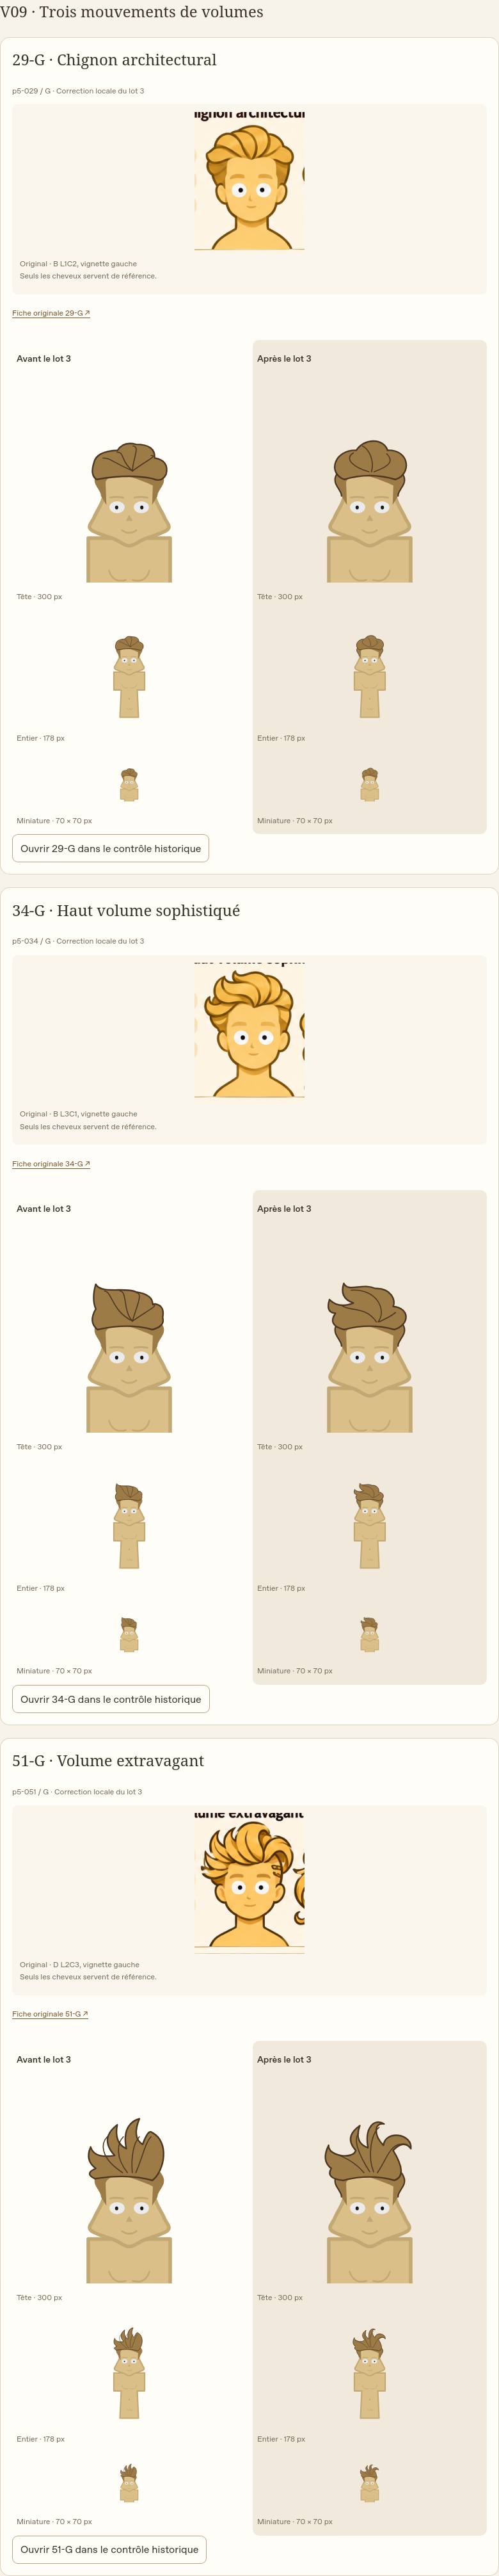 V09 · Trois mouvements de volumes
29-G · Chignon architectural
p5-029 / G · Correction locale du lot 3
Original · B L1C2, vignette gauche
Seuls les cheveux servent de référence.
Fiche originale 29-G ↗
Avant le lot 3
Après le lot 3
Tête · 300 px
Tête · 300 px
Entier · 178 px
Entier · 178 px
Miniature · 70 × 70 px
Miniature · 70 × 70 px
Ouvrir 29-G dans le contrôle historique
34-G · Haut volume sophistiqué
p5-034 / G · Correction locale du lot 3
Original · B L3C1, vignette gauche
Seuls les cheveux servent de référence.
Fiche originale 34-G ↗
Avant le lot 3
Après le lot 3
Tête · 300 px
Tête · 300 px
Entier · 178 px
Entier · 178 px
Miniature · 70 × 70 px
Miniature · 70 × 70 px
Ouvrir 34-G dans le contrôle historique
51-G · Volume extravagant
p5-051 / G · Correction locale du lot 3
lume extravagant
Original · D L2C3, vignette gauche
Seuls les cheveux servent de référence.
Fiche originale 51-G ↗
Avant le lot 3
Après le lot 3
Tête · 300 px
Tête · 300 px
Entier · 178 px
Entier · 178 px
Miniature · 70 × 70 px
Miniature · 70 × 70 px
Ouvrir 51-G dans le contrôle historique